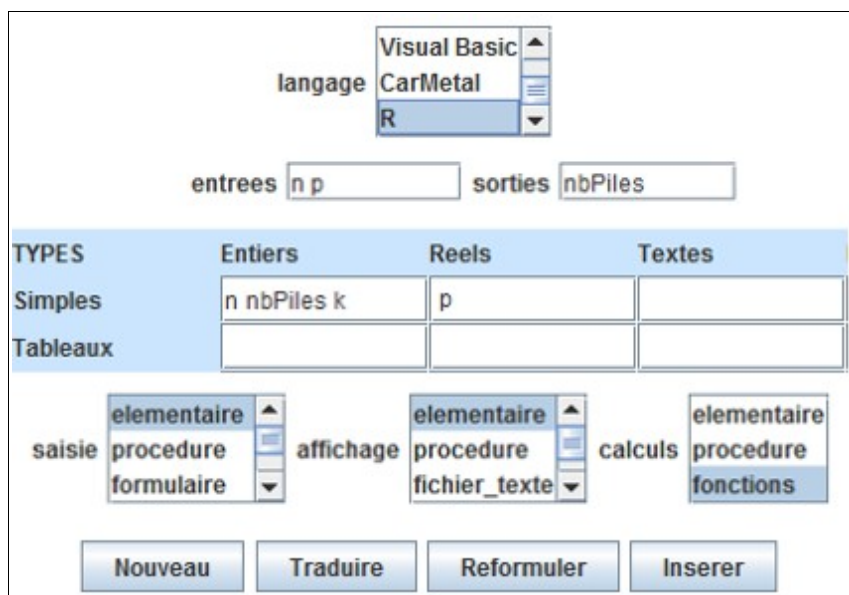 Visual Basic
langage CarMetal
R
entrees n p sorties nbPiles
TYPES Entiers Reels Textes
Simples n nbPiles k p
Tableaux
elementaire elementaire elementaire
saisie procedure affichage procedure calculs procedure
formulaire fichier_texte fonctions
Nouveau Traduire Reformuler Inserer